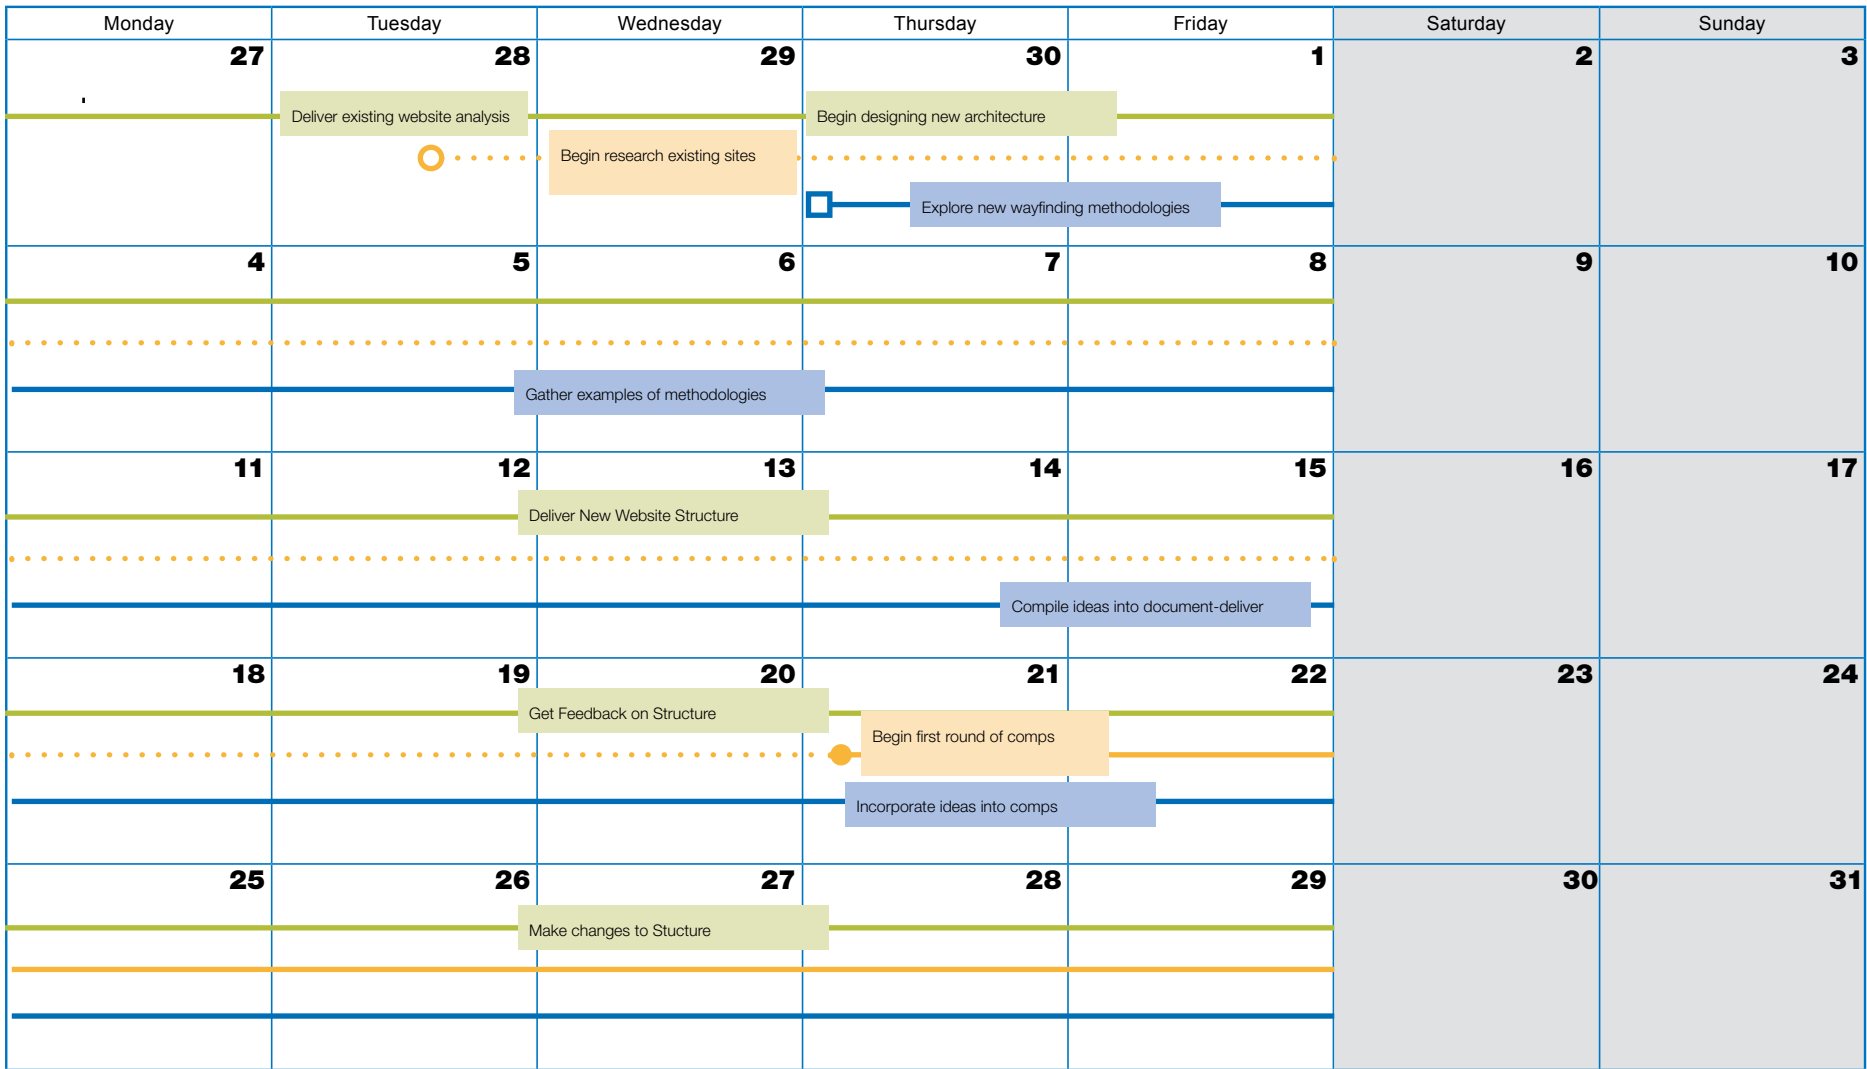 Monday
Tuesday
Wednesday
Thursday
Friday
Saturday
Sunday
27
28
29
30
1
2
3
Deliver existing website analysis
Begin designing new architecture
Begin research existing sites
Explore new wayfinding methodologies
4
5
6
7
8
9
10
Gather examples of methodologies
11
12
13
14
15
16
17
Deliver New Website Structure
Compile ideas into document-deliver
18
19
20
21
22
23
24
Get Feedback on Structure
Begin first round of comps
Incorporate ideas into comps
25
26
27
28
29
30
31
Make changes to Stucture